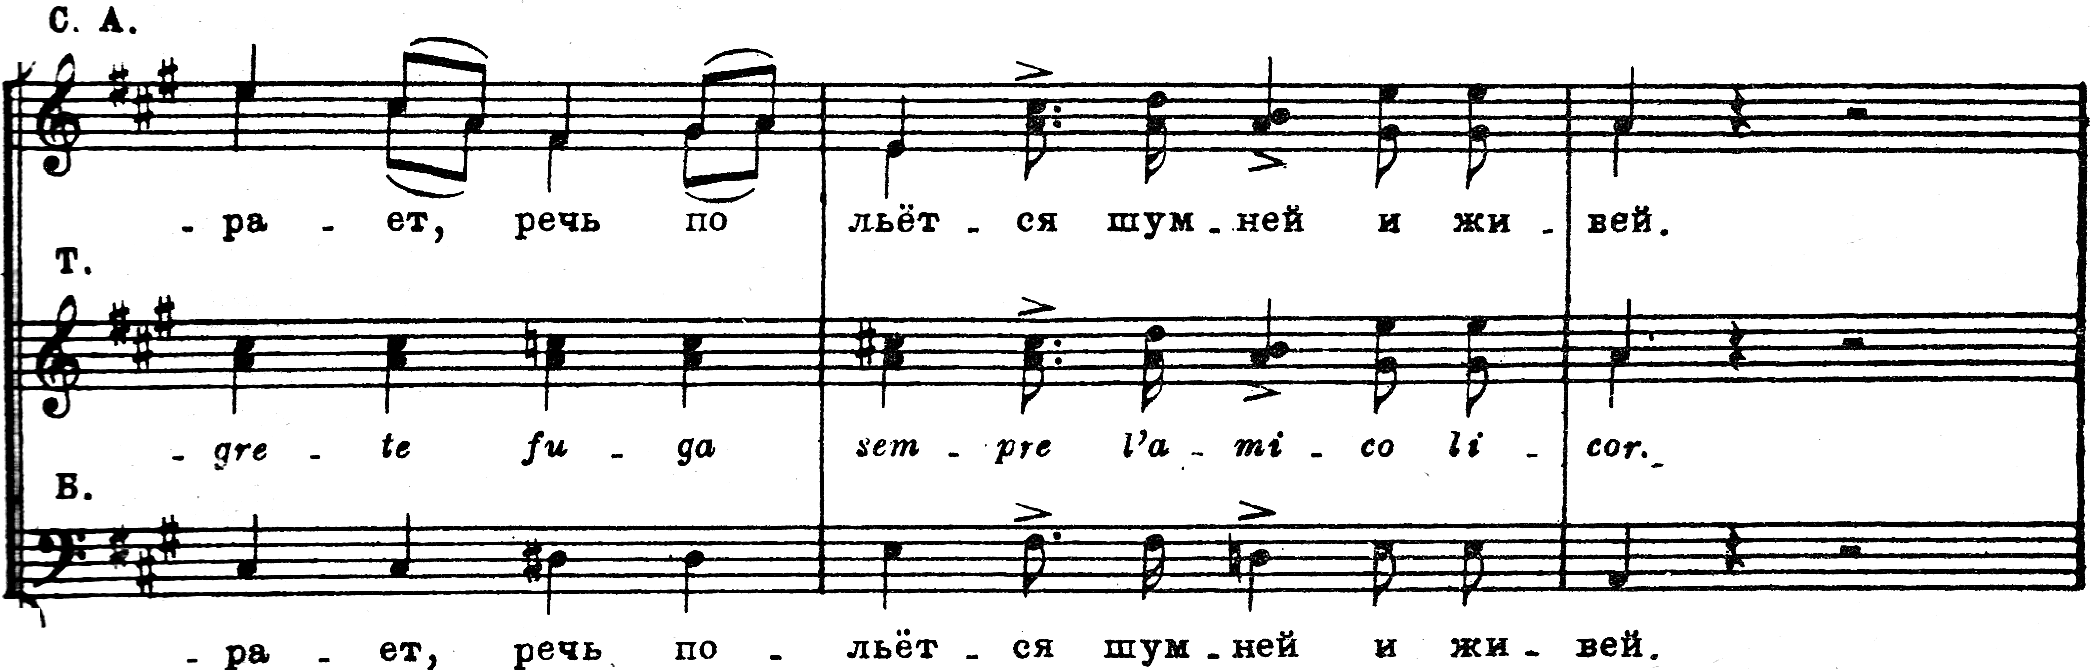 С. А.
- ра - ет, речь по льёт - ся шум - ней и жи - вей.
Т.
- gre - te fu - ga sem - pre l'a - mi - co li - cor.
Б.
- ра - ет, речь по - льёт - ся шум - ней и жи - вей.